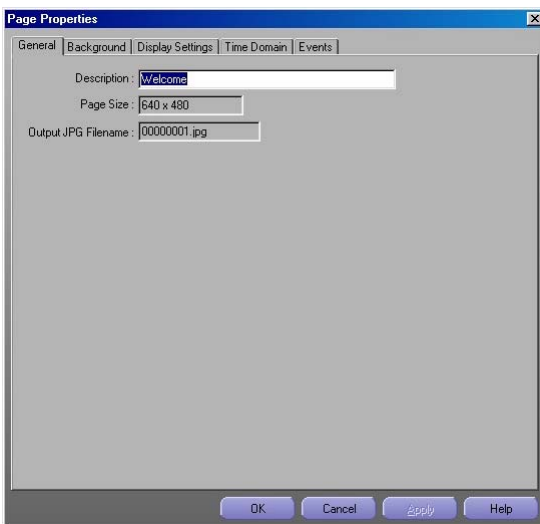 Page Properties
General Background Display Settings Time Domain Events
Description : Welcome
Page Size : 640 x 480
Output JPG Filename : 00000001.jpg
OK Cancel Apply Help